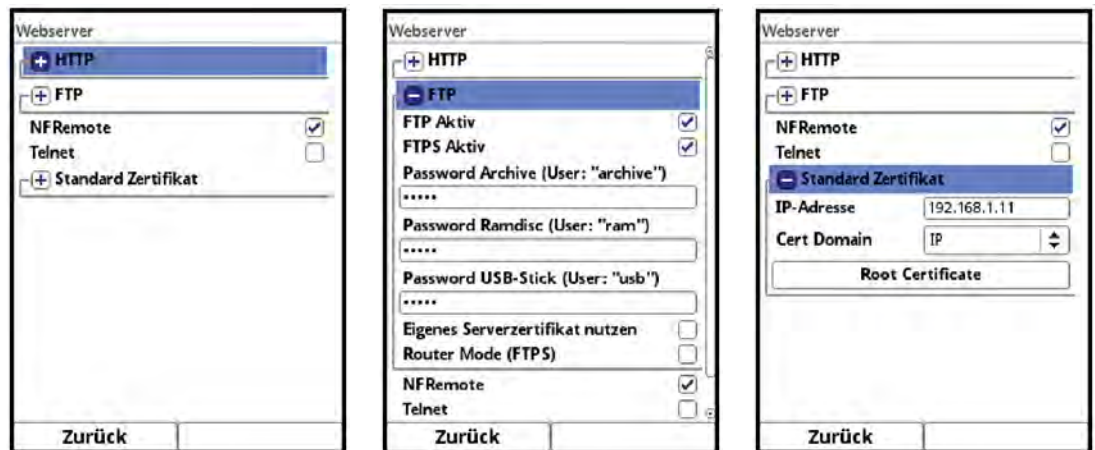 Webserver
HTTP
FTP
NFRemote
Telnet
Standard Zertifikat
Zurück
Webserver
HTTP
FTP
FTP Aktiv
FTPS Aktiv
Password Archive (User: "archive")
•••••
Password Ramdisc (User: "ram")
•••••
Password USB-Stick (User: "usb")
•••••
Eigenes Serverzertifikat nutzen
Router Mode (FTPS)
NFRemote
Telnet
Zurück
Webserver
HTTP
FTP
NFRemote
Telnet
Standard Zertifikat
IP-Adresse 192.168.1.11
Cert Domain IP
Root Certificate
Zurück